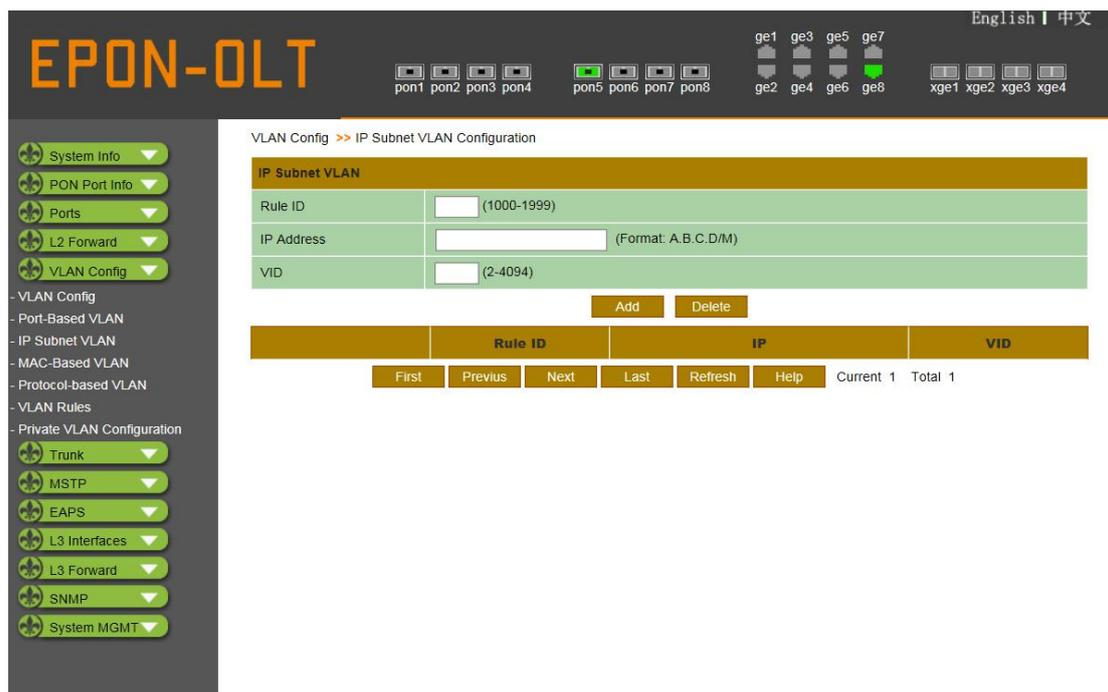 English | 中文
EPON-OLT
ge1 ge3 ge5 ge7
pon1 pon2 pon3 pon4 pon5 pon6 pon7 pon8 ge2 ge4 ge6 ge8 xge1 xge2 xge3 xge4
System Info
PON Port Info
Ports
L2 Forward
VLAN Config
- VLAN Config
- Port-Based VLAN
- IP Subnet VLAN
- MAC-Based VLAN
- Protocol-based VLAN
- VLAN Rules
- Private VLAN Configuration
Trunk
MSTP
EAPS
L3 Interfaces
L3 Forward
SNMP
System MGMT
VLAN Config >> IP Subnet VLAN Configuration
IP Subnet VLAN
Rule ID (1000-1999)
IP Address (Format: A.B.C.D/M)
VID (2-4094)
Add Delete
Rule ID IP VID
First Previus Next Last Refresh Help Current 1 Total 1